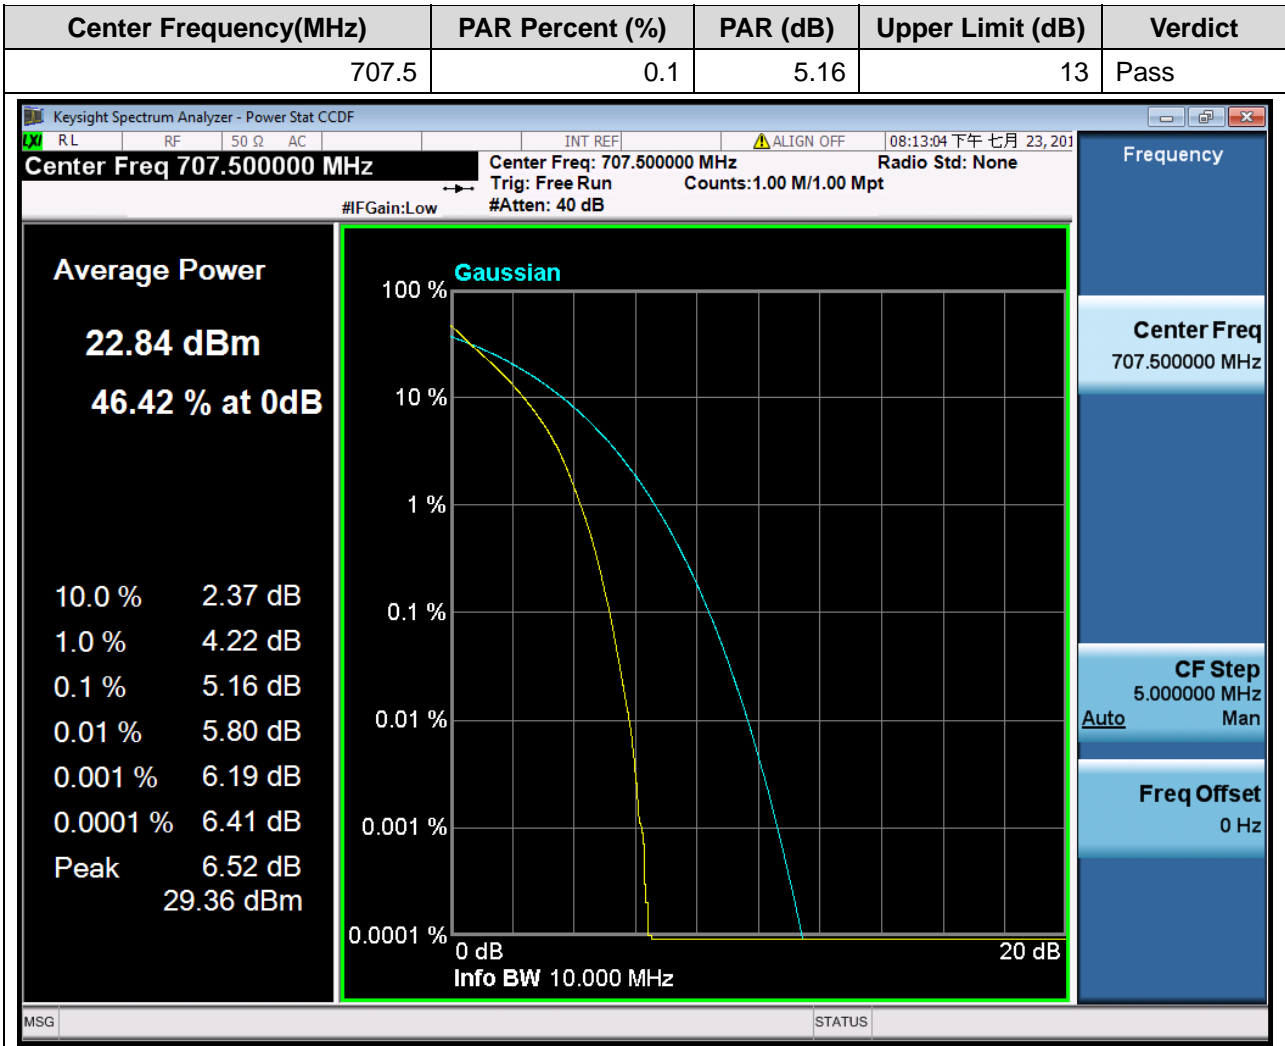 Center Frequency(MHz) PAR Percent (%) PAR (dB) Upper Limit (dB) Verdict
707.5 0.1 5.16 13 Pass
Keysight Spectrum Analyzer - Power Stat CCDF
LXI RL RF 50 Ω AC INT REF ALIGN OFF 08:13:04 下午 七月 23, 201
Center Freq 707.500000 MHz
Center Freq: 707.500000 MHz Radio Std: None
Trig: Free Run Counts:1.00 M/1.00 Mpt
#IFGain:Low #Atten: 40 dB
Frequency
Average Power
22.84 dBm
46.42 % at 0dB
10.0 % 2.37 dB
1.0 % 4.22 dB
0.1 % 5.16 dB
0.01 % 5.80 dB
0.001 % 6.19 dB
0.0001 % 6.41 dB
Peak 6.52 dB
29.36 dBm
Gaussian
100 %
10 %
1 %
0.1 %
0.01 %
0.001 %
0.0001 %
0 dB 20 dB
Info BW 10.000 MHz
Center Freq
707.500000 MHz
CF Step
5.000000 MHz
Auto Man
Freq Offset
0 Hz
MSG STATUS